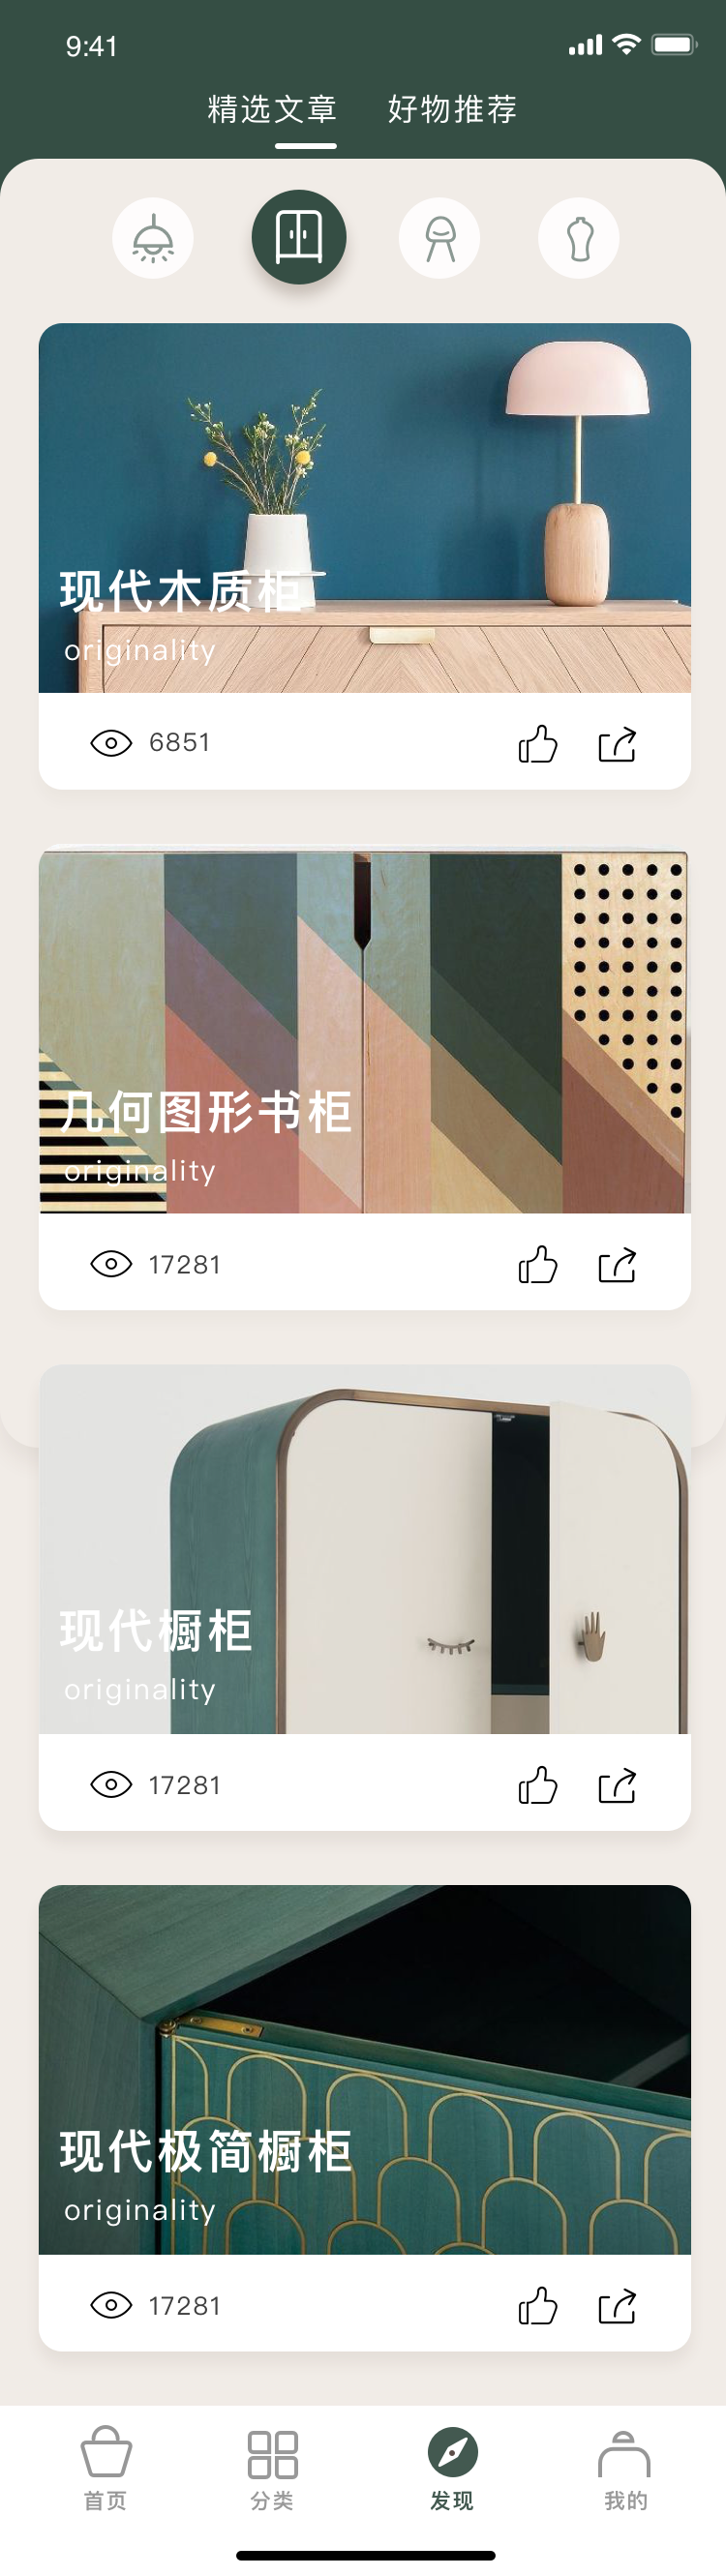 9:41
精选文章 好物推荐
现代木质柜
originality
6851
几何图形书柜
originality
17281
现代橱柜
originality
17281
现代极简橱柜
originality
17281
首页 分类 发现 我的